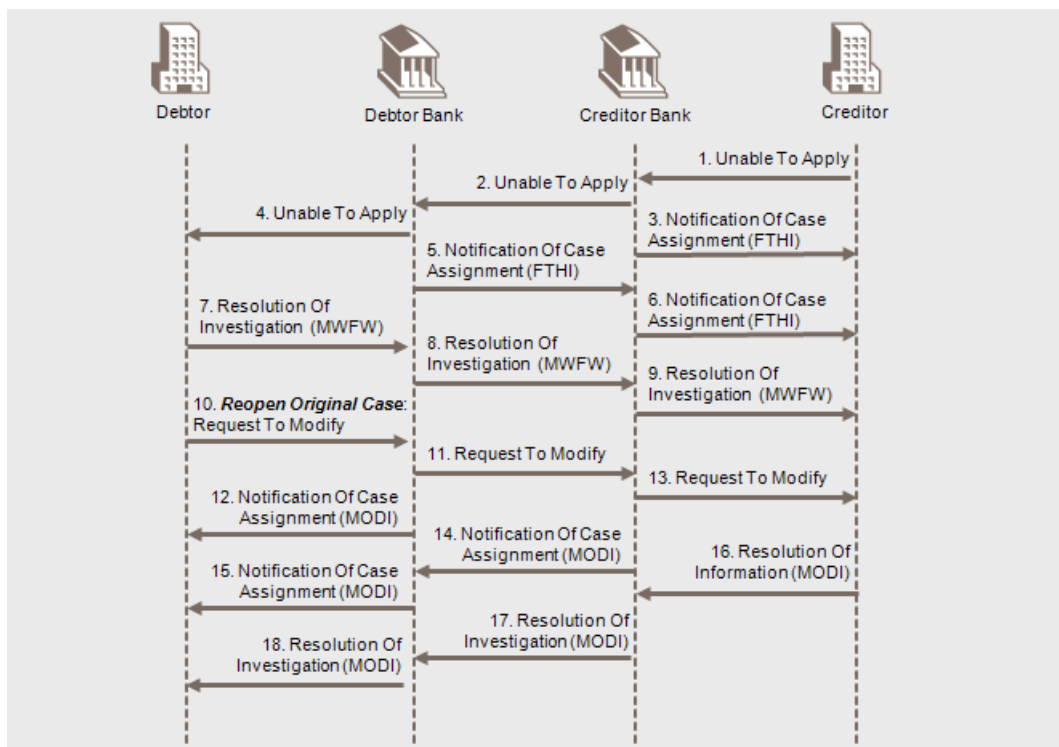 Debtor
Debtor Bank
Creditor Bank
Creditor
1. Unable To Apply
2. Unable To Apply
4. Unable To Apply
3. Notification Of Case
Assignment (FTHI)
5. Notification Of Case
Assignment (FTHI)
6. Notification Of Case
Assignment (FTHI)
7. Resolution Of
Investigation (MWFW)
8. Resolution Of
Investigation (MWFW)
9. Resolution Of
Investigation (MWFW)
10. Reopen Original Case:
Request To Modify
11. Request To Modify
13. Request To Modify
12. Notification Of Case
Assignment (MODI)
14. Notification Of Case
Assignment (MODI)
16. Resolution Of
Information (MODI)
15. Notification Of Case
Assignment (MODI)
17. Resolution Of
Investigation (MODI)
18. Resolution Of
Investigation (MODI)